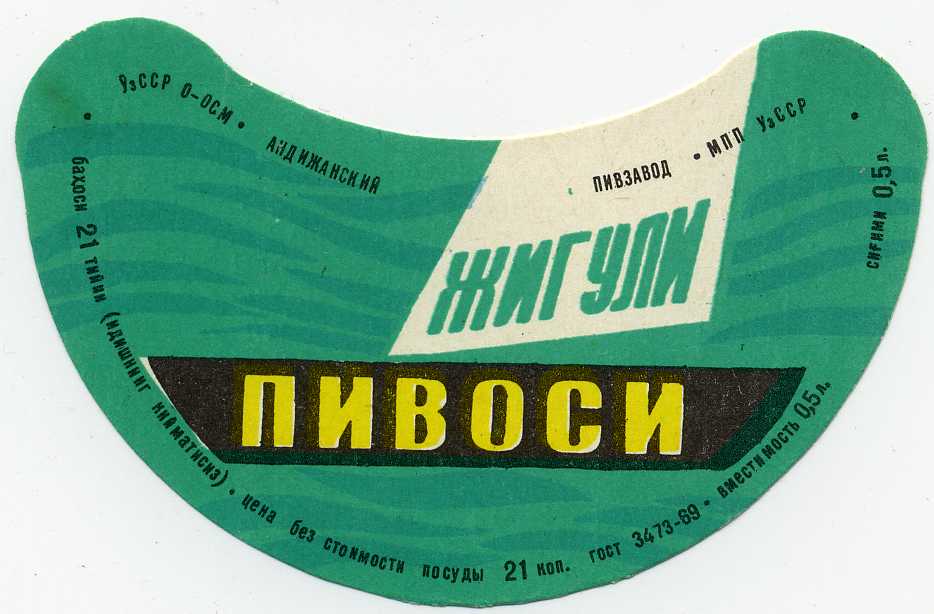 УзССР О-ОСМ • АНДИЖАНСКИЙ ПИВЗАВОД • МПП УзССР
ЖИГУЛИ
ПИВОСИ
• бахоси 21 тийин (идишнинг кийматисиз) • цена без стоимости посуды 21 коп. гост 3473-69 • вместимость 0,5 л.
сиғими 0,5 л. •